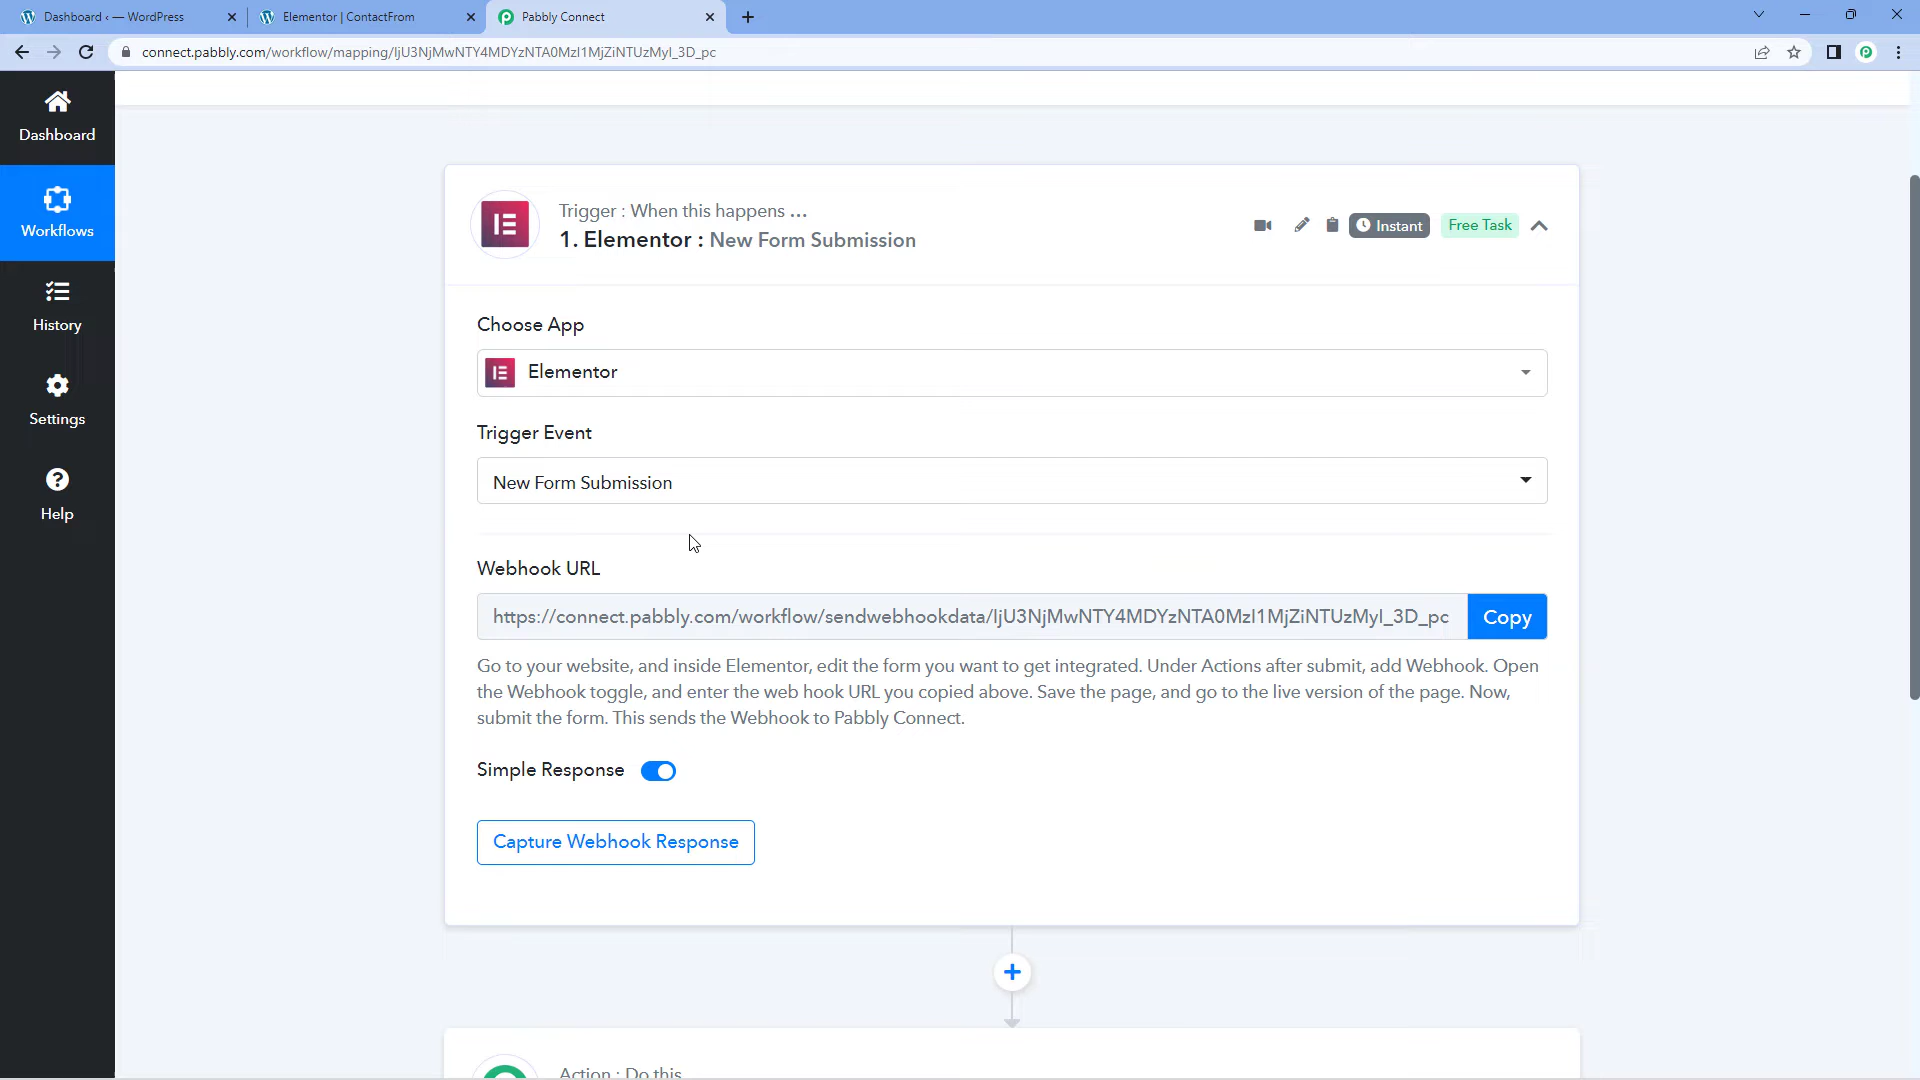 Dashboard ‹ — WordPress
Elementor | ContactFrom
Pabbly Connect
connect.pabbly.com/workflow/mapping/IjU3NjMwNTY4MDYzNTA0MzI1MjZiNTUzMyI_3D_pc
Dashboard
Workflows
History
Settings
Help
Trigger : When this happens ...
1. Elementor : New Form Submission
Instant
Free Task
Choose App
Elementor
Trigger Event
New Form Submission
Webhook URL
https://connect.pabbly.com/workflow/sendwebhookdata/IjU3NjMwNTY4MDYzNTA0MzI1MjZiNTUzMyI_3D_pc
Copy
Go to your website, and inside Elementor, edit the form you want to get integrated. Under Actions after submit, add Webhook. Open
the Webhook toggle, and enter the web hook URL you copied above. Save the page, and go to the live version of the page. Now,
submit the form. This sends the Webhook to Pabbly Connect.
Simple Response
Capture Webhook Response
Action : Do this